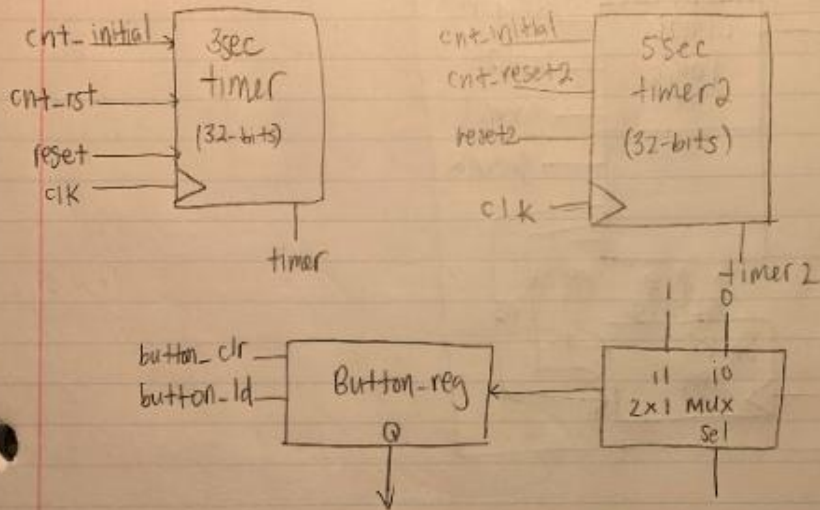 cnt_initial
cnt_rst
reset
clk
3sec
timer
(32-bits)
timer
cnt_initial
cnt_reset2
reset2
clk
5sec
timer2
(32-bits)
timer2
1 0
button_clr
button_ld
Button_reg
Q
i1 i0
2x1 MUX
sel